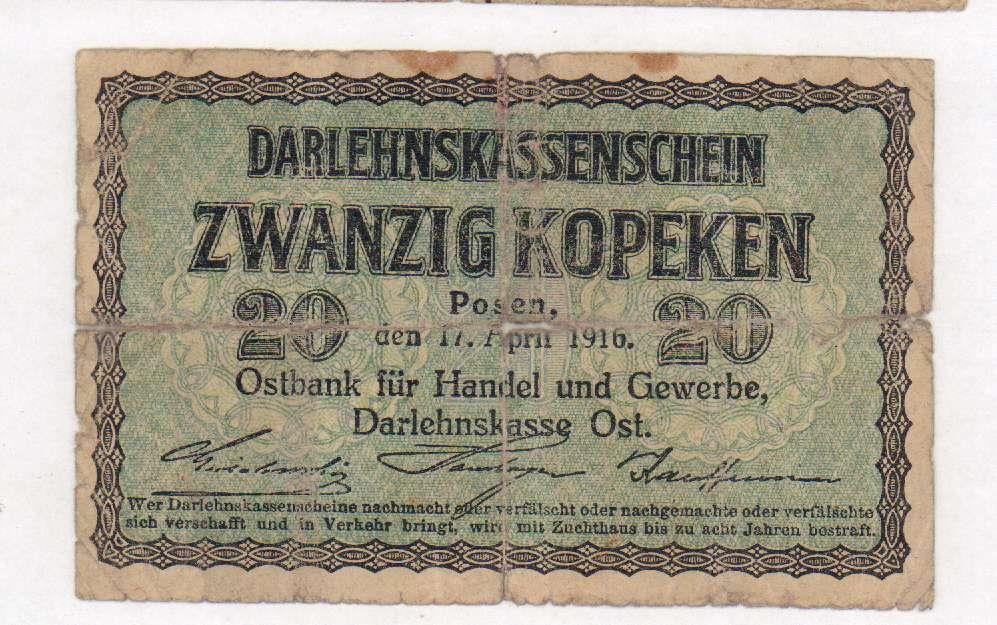 DARLEHNSKASSENSCHEIN
ZWANZIG KOPEKEN
20 Posen, 20
den 17. April 1916.
Ostbank für Handel und Gewerbe,
Darlehnskasse Ost.
Kauffmann
Wer Darlehnskassenscheine nachmacht oder verfälscht oder nachgemachte oder verfälschte
sich verschafft und in Verkehr bringt, wird mit Zuchthaus bis zu acht Jahren bestraft.